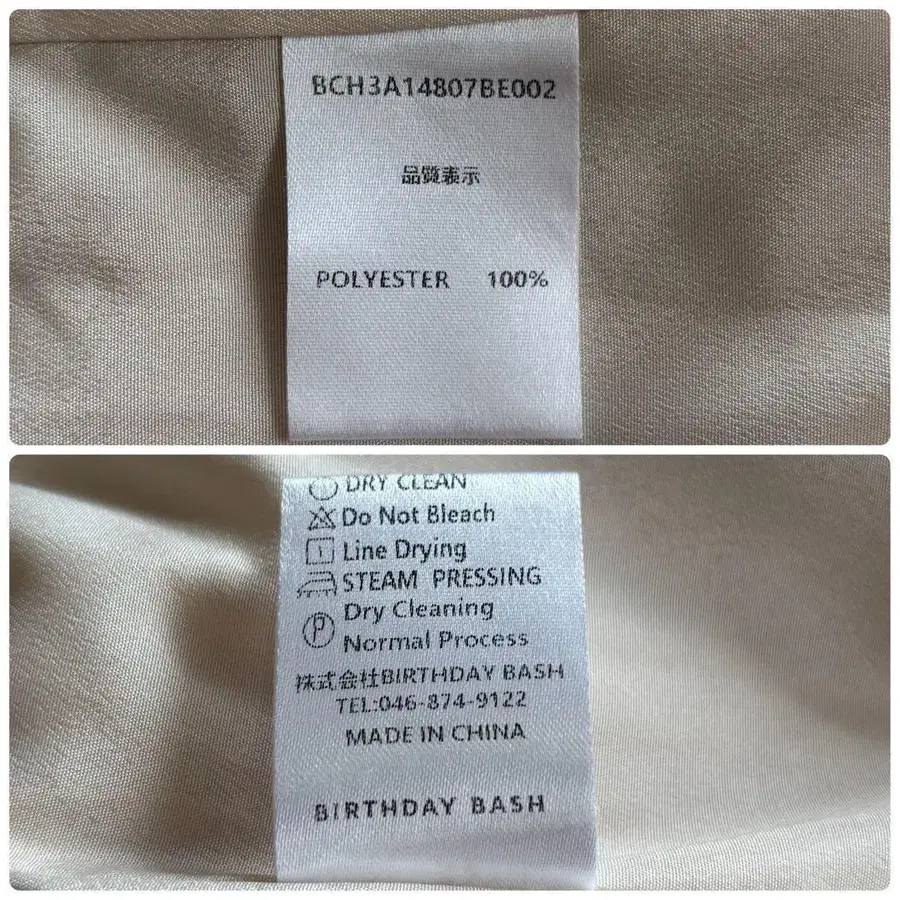 BCH3A14807BE002
品質表示
POLYESTER 100%
DRY CLEAN
Do Not Bleach
Line Drying
STEAM PRESSING
P Dry Cleaning
Normal Process
株式会社BIRTHDAY BASH
TEL:046-874-9122
MADE IN CHINA
BIRTHDAY BASH